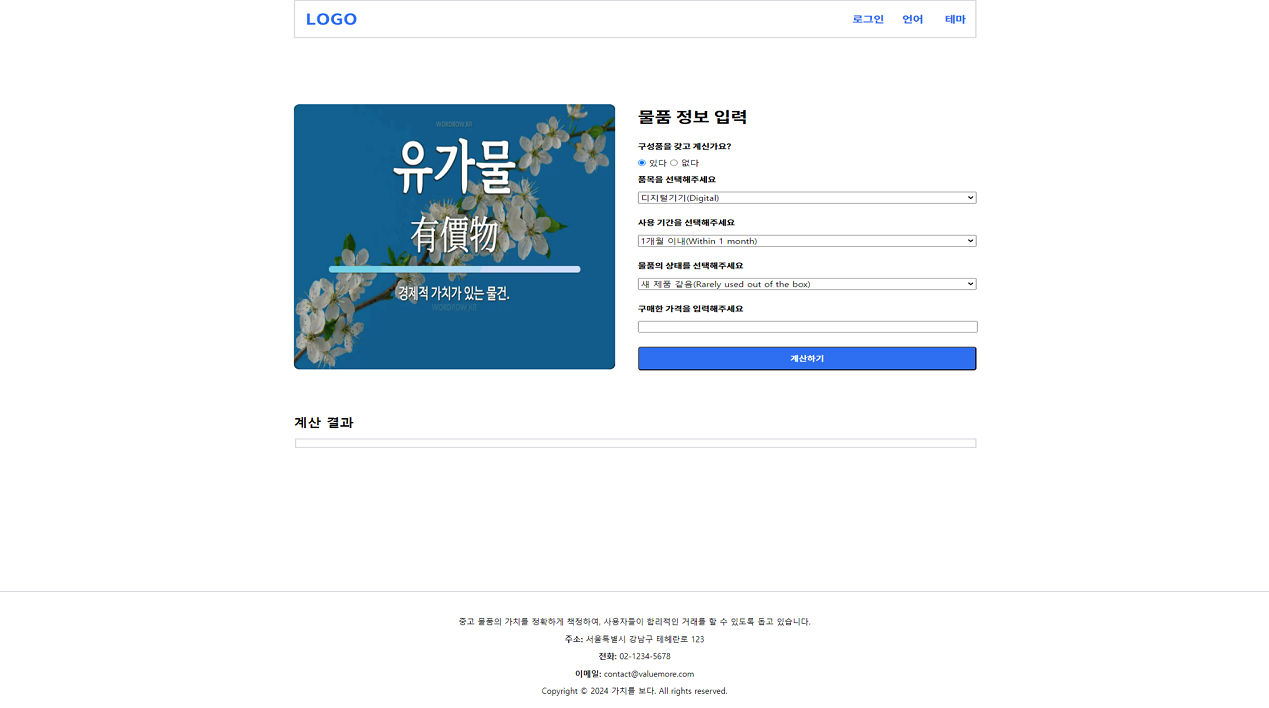 LOGO
로그인 언어 테마
WORDROW.KR
유가물
有價物
경제적 가치가 있는 물건.
WORDROW.KR
물품 정보 입력
구성품을 갖고 계신가요?
있다 없다
품목을 선택해주세요
디지털기기(Digital)
사용 기간을 선택해주세요
1개월 이내(Within 1 month)
물품의 상태를 선택해주세요
새 제품 같음(Rarely used out of the box)
구매한 가격을 입력해주세요
계산하기
계산 결과
중고 물품의 가치를 정확하게 책정하여, 사용자들이 합리적인 거래를 할 수 있도록 돕고 있습니다.
주소: 서울특별시 강남구 테헤란로 123
전화: 02-1234-5678
이메일: contact@valuemore.com
Copyright © 2024 가치를 보다. All rights reserved.